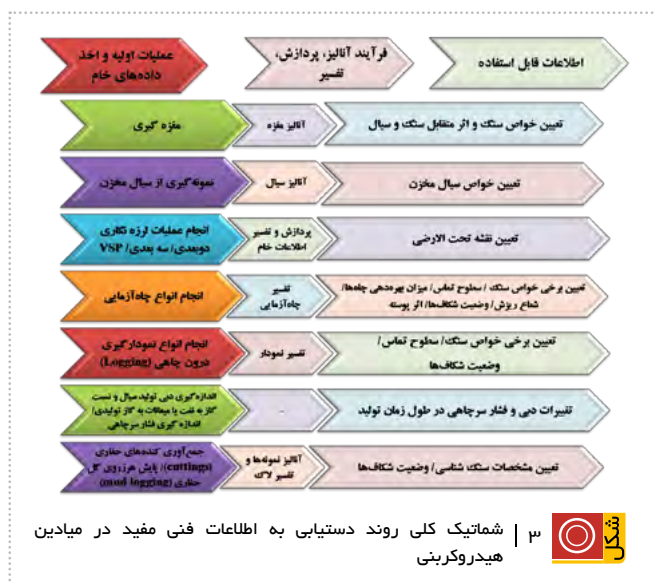 عملیات اولیه و اخذ
داده‌های خام
فرآیند آنالیز، پردازش،
تفسیر
اطلاعات قابل استفاده
مغزه گیری
آنالیز مغزه
تعیین خواص سنگ و اثر متقابل سنگ و سیال
نمونه‌گیری از سیال مخزن
آنالیز سیال
تعیین خواص سیال مخزن
انجام عملیات لرزه نگاری
دوبعدی/ سه بعدی/ VSP
پردازش و تفسیر
اطلاعات خام
تعیین نقشه تحت الارضی
انجام انواع چاه‌آزمایی
تفسیر
چاه‌آزمایی
تعیین برخی خواص سنگ / سطوح تماس/ میزان بهره‌دهی چاه‌ها/
شعاع ریزش/ وضعیت شکاف‌ها/ اثر پوسته
انجام انواع نمودارگیری
درون چاهی (Logging)
تفسیر نمودار
تعیین برخی خواص سنگ/ سطوح تماس/
وضعیت شکاف‌ها
اندازه‌گیری دبی تولید سیال و نسبت
گاز به نفت یا میعانات به گاز تولیدی/
اندازه گیری فشار سرچاهی
-
تغییرات دبی و فشار سرچاهی در طول زمان تولید
جمع‌آوری کنده‌های حفاری
(cuttings)/ پایش هرزروی گل
حفاری (mud logging)
آنالیز نمونه‌ها و
تفسیر لاگ
تعیین مشخصات سنگ شناسی/ وضعیت شکاف‌ها
شکل
۳ | شماتیک کلی روند دستیابی به اطلاعات فنی مفید در میادین
هیدروکربنی